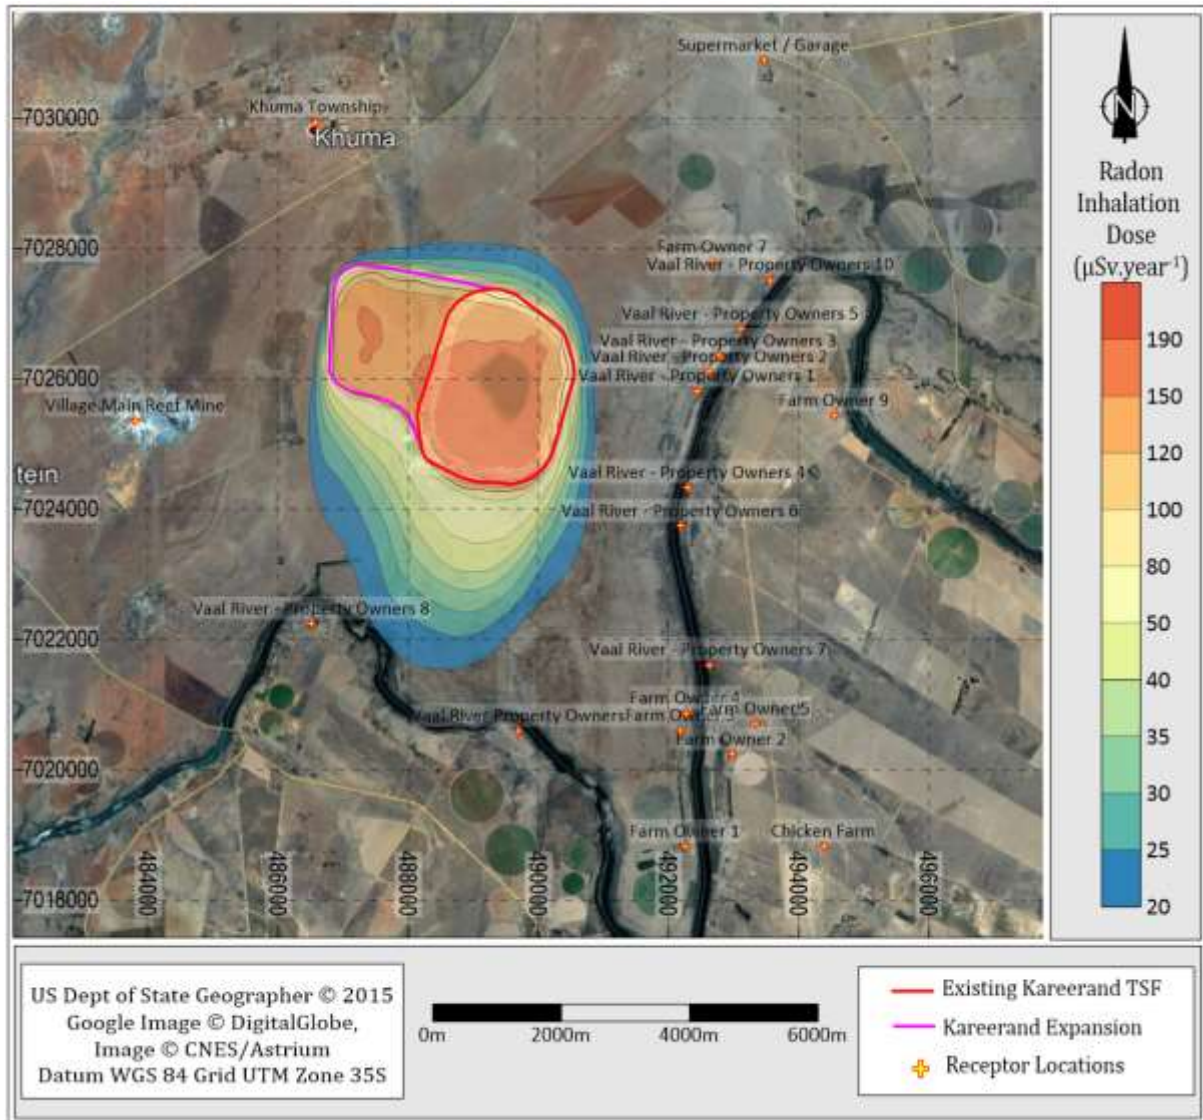 Supermarket / Garage
Khuma Township
Khuma
7030000
7028000
7026000
7024000
7022000
7020000
7018000
Farm Owner 7
Vaal River - Property Owners 10
Vaal River - Property Owners 5
Vaal River - Property Owners 3
Vaal River - Property Owners 2
Vaal River - Property Owners 1
Village Main Reef Mine
Farm Owner 9
tein
Vaal River - Property Owners 4
Vaal River - Property Owners 6
Vaal River - Property Owners 8
Vaal River - Property Owners 7
Farm Owner 4
Farm Owner 5
Vaal River Property Owners
Farm Owner
Farm Owner 2
Farm Owner 1
Chicken Farm
484000
486000
488000
490000
492000
494000
496000
N
Radon
Inhalation
Dose
(µSv.year⁻¹)
190
150
120
100
80
50
40
35
30
25
20
US Dept of State Geographer © 2015
Google Image © DigitalGlobe,
Image © CNES/Astrium
Datum WGS 84 Grid UTM Zone 35S
0m
2000m
4000m
6000m
Existing Kareerand TSF
Kareerand Expansion
Receptor Locations